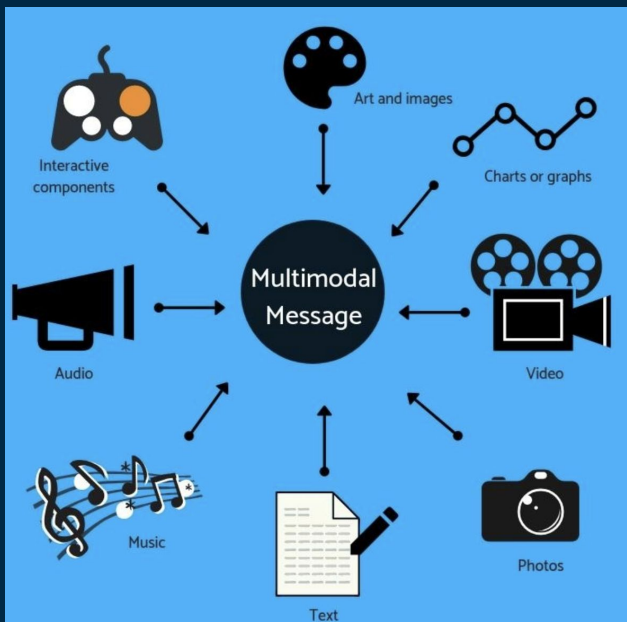 Art and images
Interactive
components
Charts or graphs
Multimodal
Message
Audio
Video
Music
Photos
Text